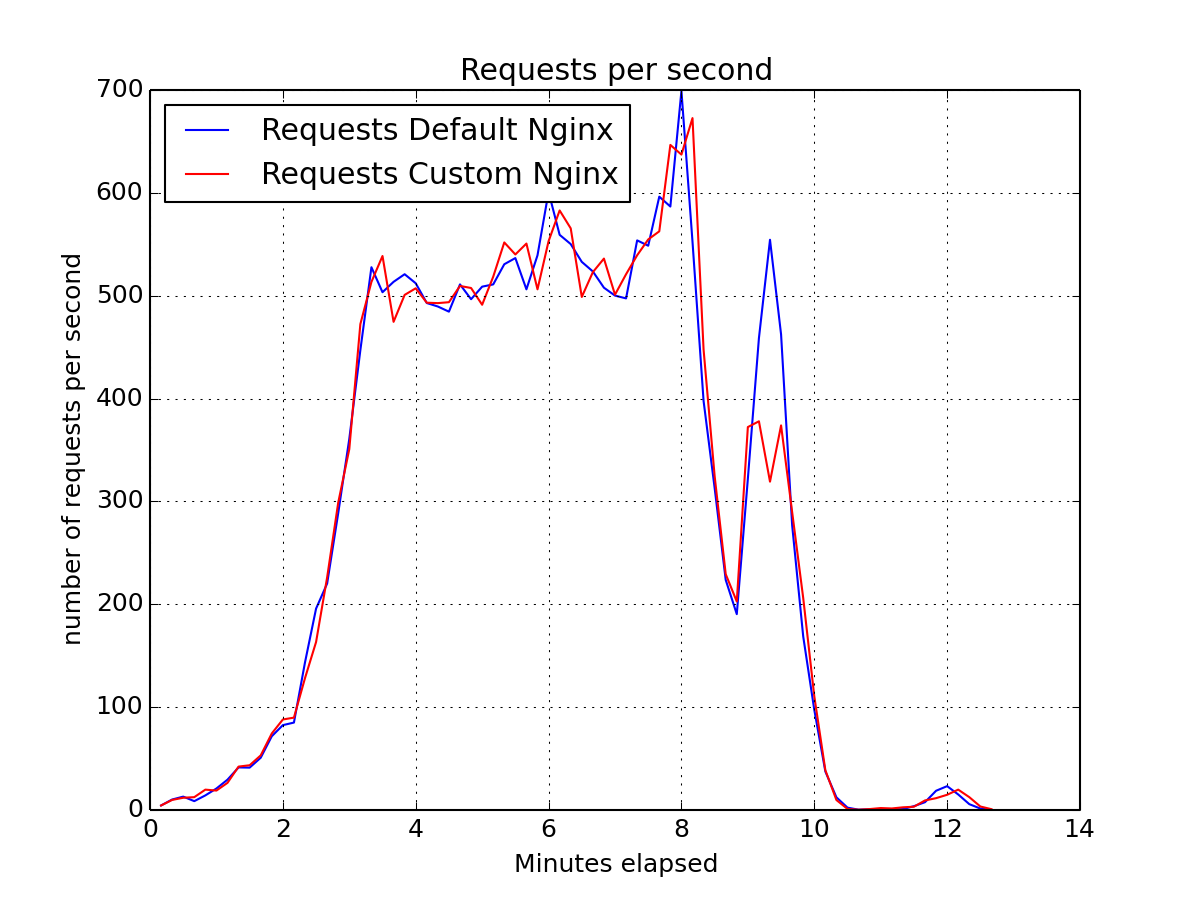 Requests per second
Requests Default Nginx
Requests Custom Nginx
number of requests per second
700
600
500
400
300
200
100
0
0 2 4 6 8 10 12 14
Minutes elapsed